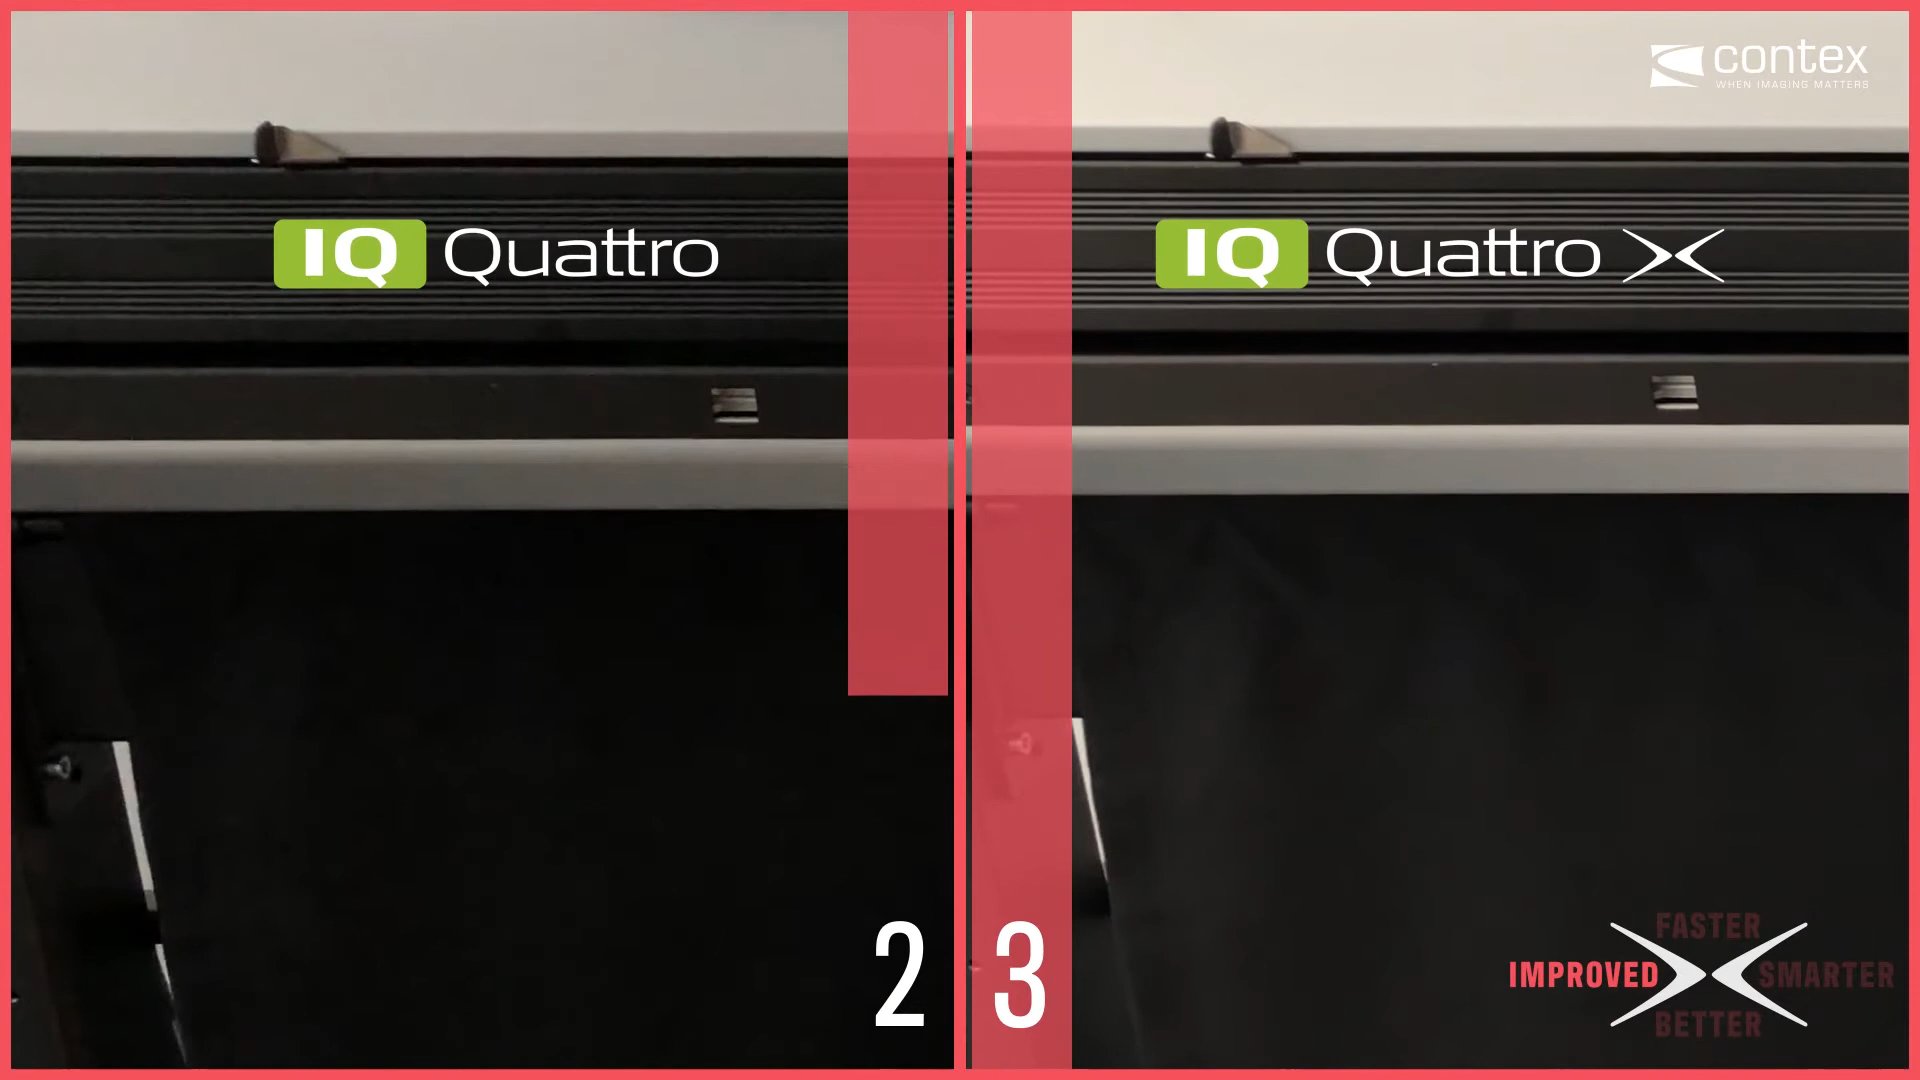 contex
WHEN IMAGING MATTERS
IQ Quattro
IQ Quattro X
2
3
FASTER
IMPROVED
SMARTER
BETTER